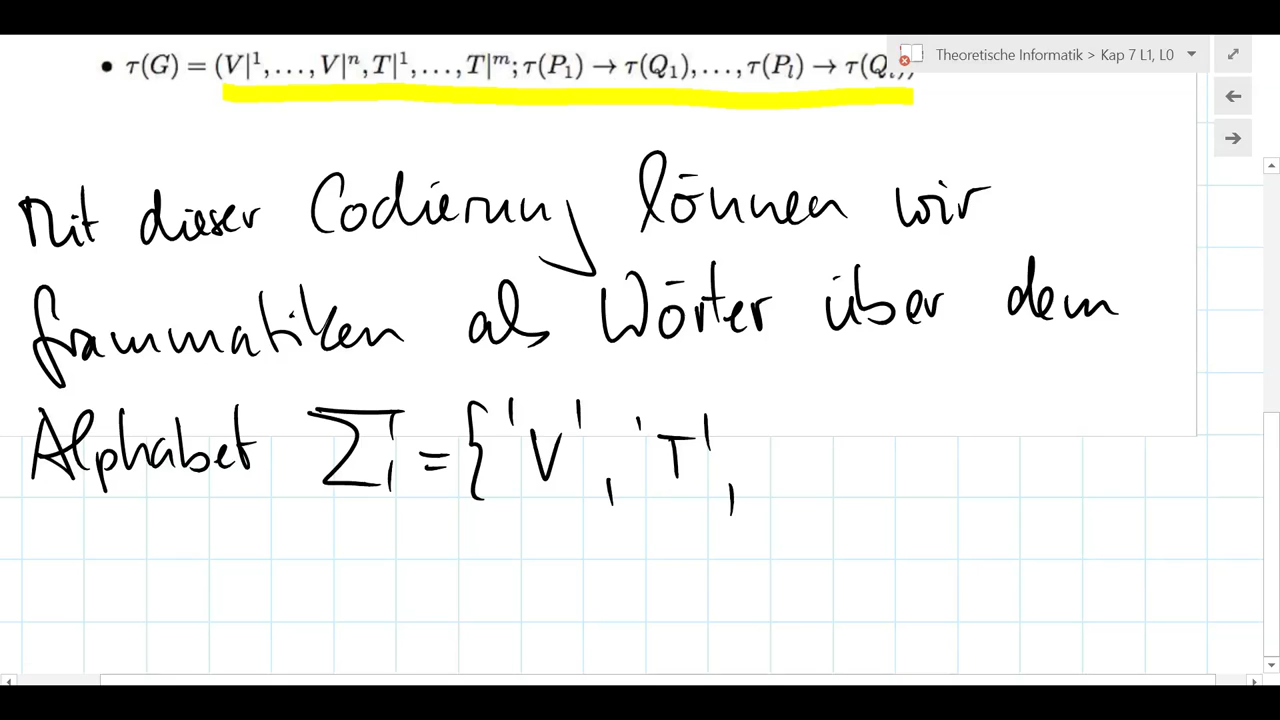 • τ(G) = (V|¹, …, V|ⁿ, T|¹, …, T|ᵐ; τ(P₁) → τ(Q₁), …, τ(Pₗ) → τ(Q
Theoretische Informatik > Kap 7 L1, L0
Mit dieser Codierung können wir
Grammatiken als Wörter über dem
Alphabet Σ₁ = {'V', 'T',